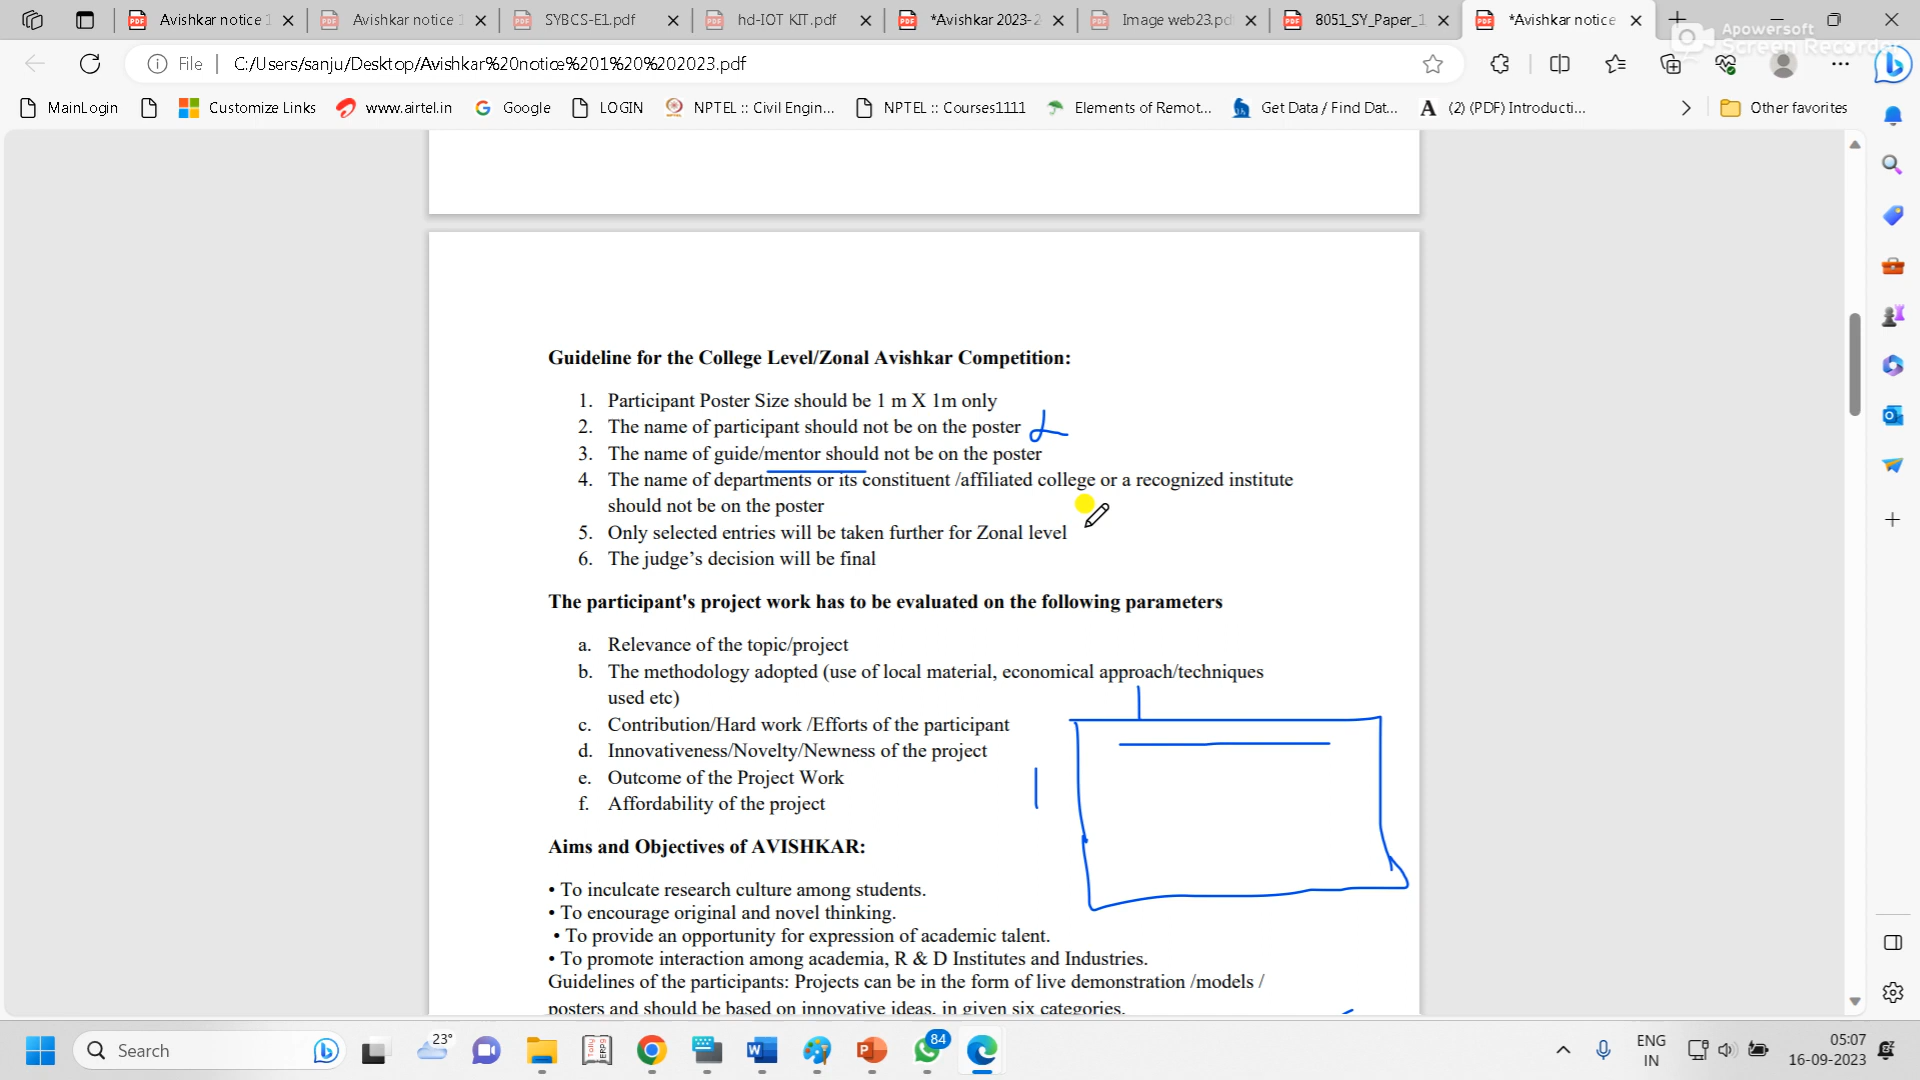 Avishkar notice 1
Avishkar notice 1
SYBCS-E1.pdf
hd-IOT KIT.pdf
*Avishkar 2023-2
Image web23.pdf
8051_SY_Paper_1
*Avishkar notice
Apowersoft
Screen Recorder
File
C:/Users/sanju/Desktop/Avishkar%20notice%201%20%202023.pdf
MainLogin
Customize Links
www.airtel.in
Google
LOGIN
NPTEL :: Civil Engin...
NPTEL :: Courses1111
Elements of Remot...
Get Data / Find Dat...
(2) (PDF) Introducti...
Other favorites
Guideline for the College Level/Zonal Avishkar Competition:
1. Participant Poster Size should be 1 m X 1m only
2. The name of participant should not be on the poster
3. The name of guide/mentor should not be on the poster
4. The name of departments or its constituent /affiliated college or a recognized institute
should not be on the poster
5. Only selected entries will be taken further for Zonal level
6. The judge’s decision will be final
The participant's project work has to be evaluated on the following parameters
a. Relevance of the topic/project
b. The methodology adopted (use of local material, economical approach/techniques
used etc)
c. Contribution/Hard work /Efforts of the participant
d. Innovativeness/Novelty/Newness of the project
e. Outcome of the Project Work
f. Affordability of the project
Aims and Objectives of AVISHKAR:
• To inculcate research culture among students.
• To encourage original and novel thinking.
• To provide an opportunity for expression of academic talent.
• To promote interaction among academia, R & D Institutes and Industries.
Guidelines of the participants: Projects can be in the form of live demonstration /models /
posters and should be based on innovative ideas, in given six categories.
Search
23°
84
ENG
IN
05:07
16-09-2023